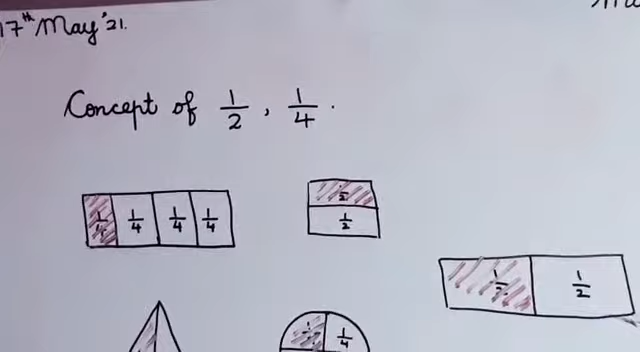 17th May'21.
Concept of 1/2, 1/4.
1/4 1/4 1/4 1/4
1/2
1/2
1/2 1/2
1/4 1/4